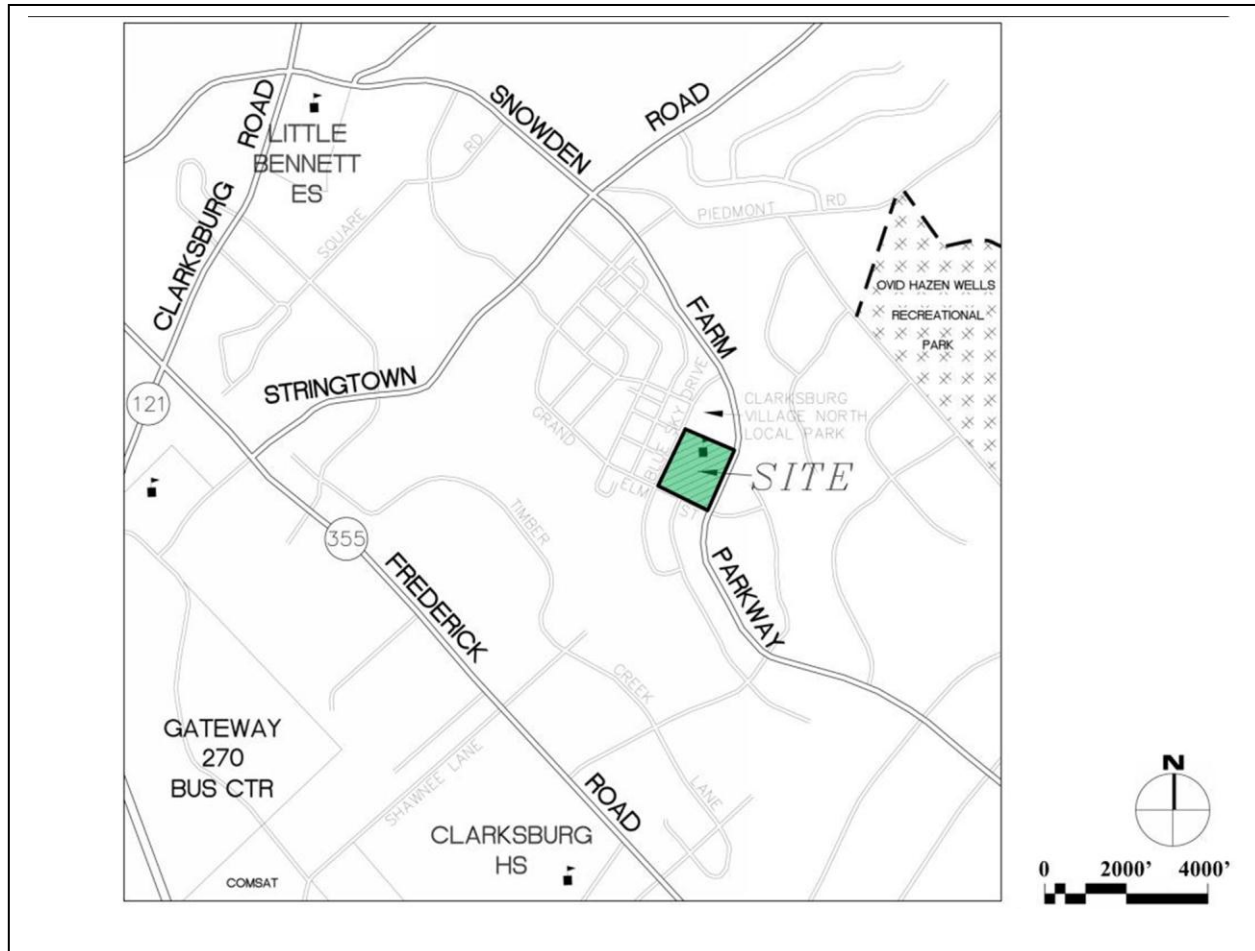 CLARKSBURG
ROAD
LITTLE
BENNETT
ES
SNOWDEN
ROAD
RD
SQUARE
PIEDMONT
RD
OVID HAZEN WELLS
RECREATIONAL
PARK
FARM
STRINGTOWN
121
GRAND
BLUE SKY DRIVE
CLARKSBURG
VILLAGE NORTH
LOCAL PARK
SITE
ELM ST
TIMBER
355
FREDERICK
PARKWAY
CREEK
GATEWAY
270
BUS CTR
SHAWNEE LANE
ROAD
LANE
CLARKSBURG
HS
COMSAT
N
0 2000' 4000'